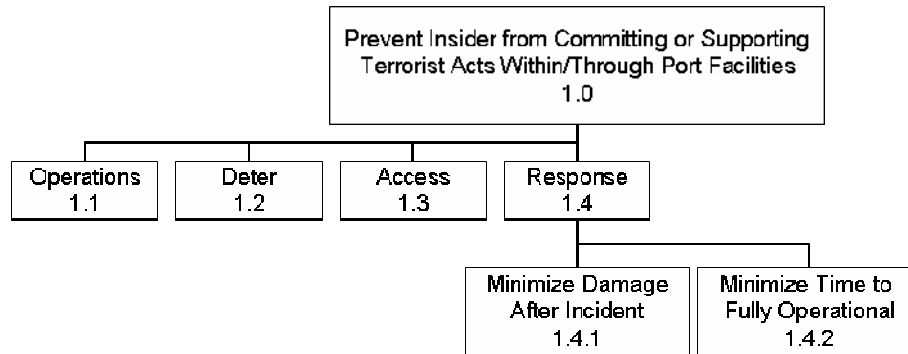 Prevent Insider from Committing or Supporting
Terrorist Acts Within/Through Port Facilities
1.0
Operations
1.1
Deter
1.2
Access
1.3
Response
1.4
Minimize Damage
After Incident
1.4.1
Minimize Time to
Fully Operational
1.4.2